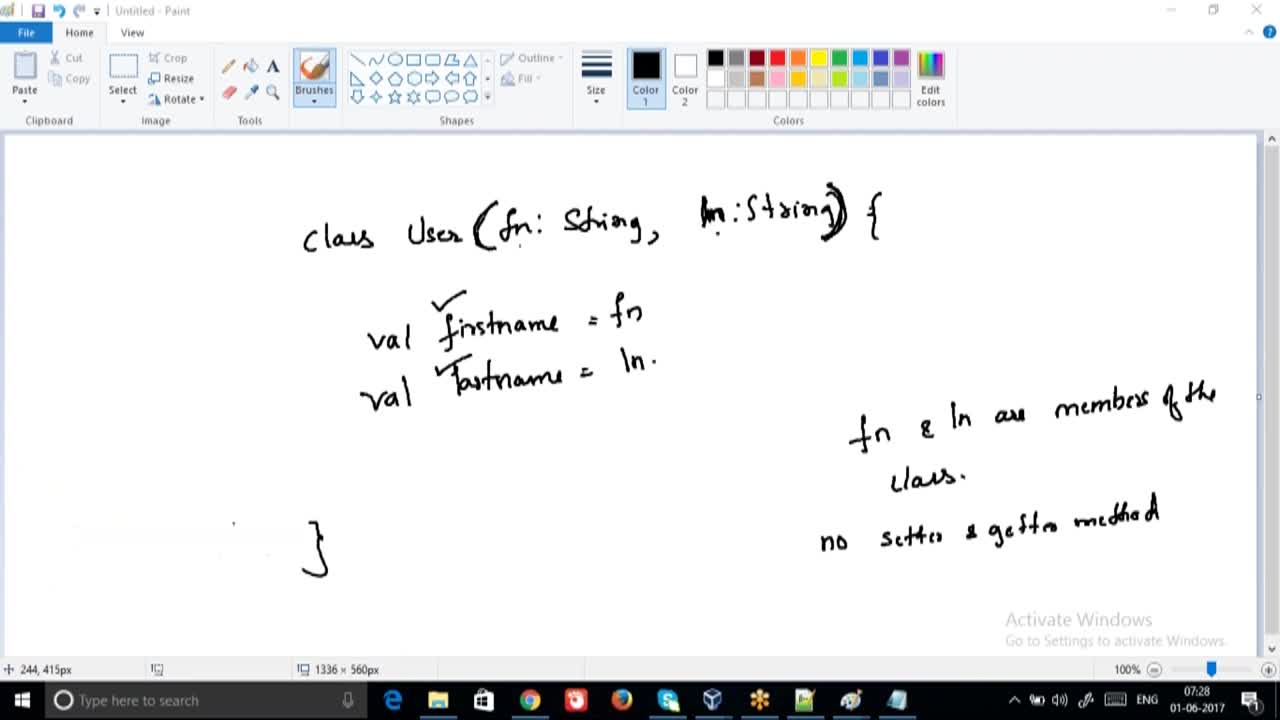 Untitled - Paint
File Home View
Paste
Cut
Copy
Clipboard
Select
Crop
Resize
Rotate
Image
Tools
Brushes
Shapes
Outline
Fill
Size
Color 1
Color 2
Edit colors
Colors
class User (fn: String, ln: String) {
val firstname = fn
val lastname = ln.
fn & ln are members of the
class.
no setter & getter method
}
Activate Windows
Go to Settings to activate Windows.
244, 415px
1336 × 560px
100%
Type here to search
ENG
07:28
01-06-2017